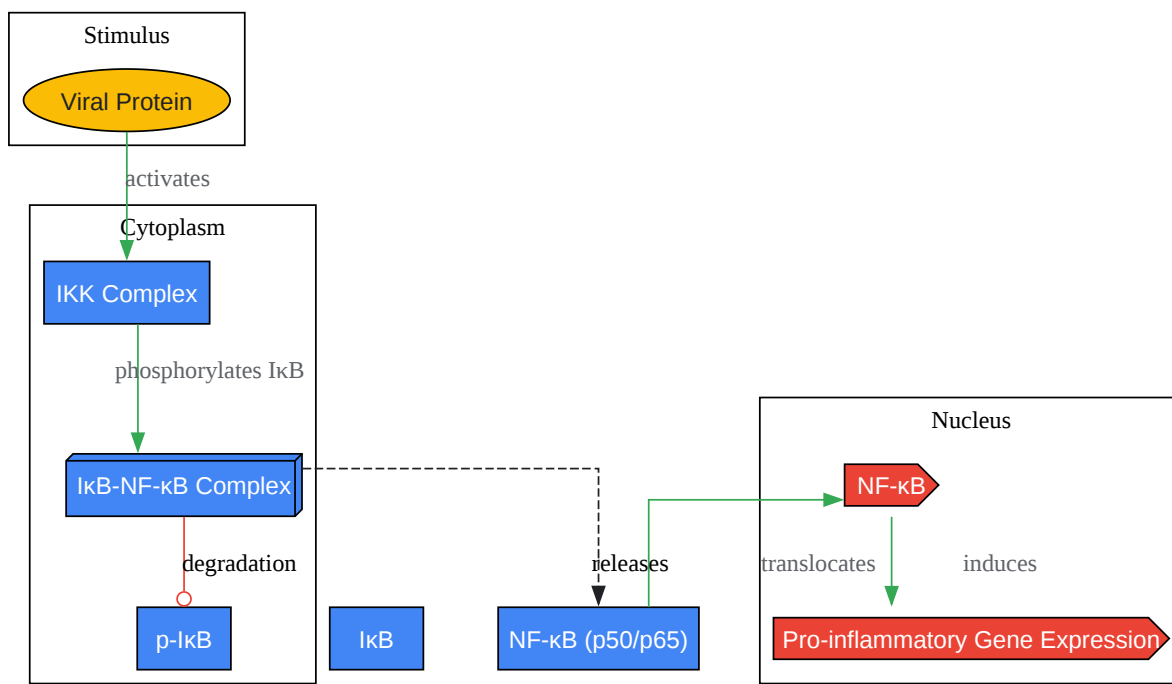 Stimulus
Viral Protein
activates
Cytoplasm
IKK Complex
phosphorylates IκB
Nucleus
IκB-NF-κB Complex
NF-κB
degradation
releases
translocates
induces
p-IκB
IκB
NF-κB (p50/p65)
Pro-inflammatory Gene Expression